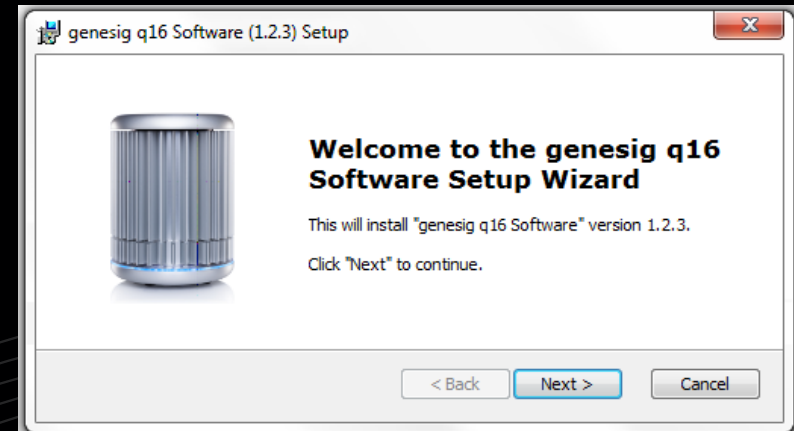 genesig q16 Software (1.2.3) Setup
Welcome to the genesig q16
Software Setup Wizard
This will install "genesig q16 Software" version 1.2.3.
Click "Next" to continue.
< Back Next > Cancel